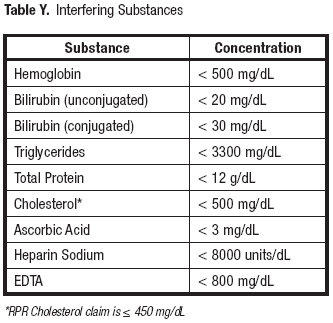 Table Y. Interfering Substances
Substance Concentration
Hemoglobin < 500 mg/dL
Bilirubin (unconjugated) < 20 mg/dL
Bilirubin (conjugated) < 30 mg/dL
Triglycerides < 3300 mg/dL
Total Protein < 12 g/dL
Cholesterol* < 500 mg/dL
Ascorbic Acid < 3 mg/dL
Heparin Sodium < 8000 units/dL
EDTA < 800 mg/dL
*RPR Cholesterol claim is ≤ 450 mg/dL